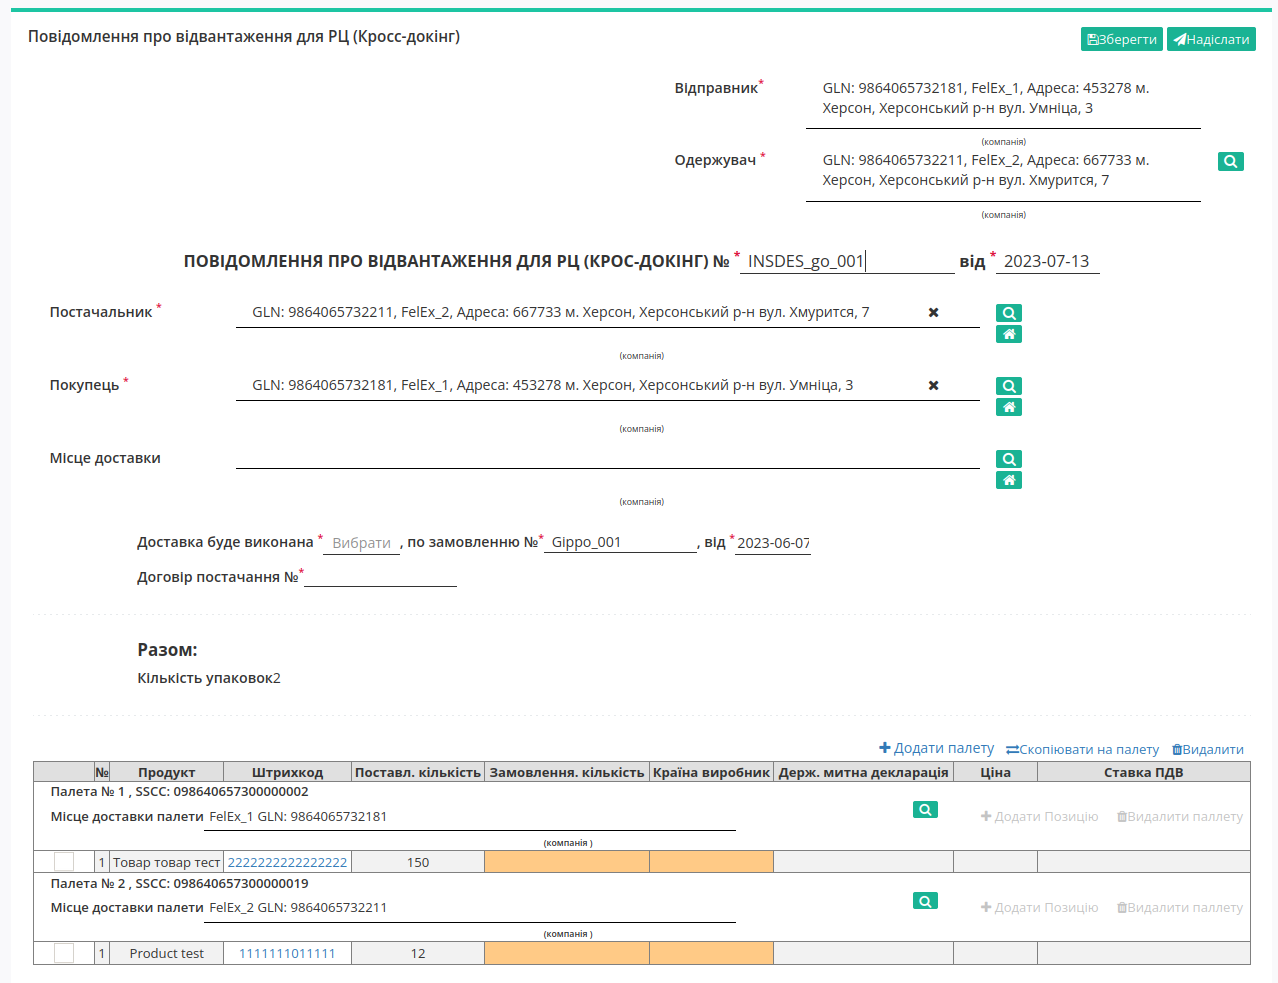 Повідомлення про відвантаження для РЦ (Кросс-докінг)
Зберегти Надіслати
Відправник* GLN: 9864065732181, FelEx_1, Адреса: 453278 м.
Херсон, Херсонський р-н вул. Умніца, 3
(компанія)
Одержувач * GLN: 9864065732211, FelEx_2, Адреса: 667733 м.
Херсон, Херсонський р-н вул. Хмурится, 7
(компанія)
ПОВІДОМЛЕННЯ ПРО ВІДВАНТАЖЕННЯ ДЛЯ РЦ (КРОС-ДОКІНГ) № * INSDES_go_001 від * 2023-07-13
Постачальник * GLN: 9864065732211, FelEx_2, Адреса: 667733 м. Херсон, Херсонський р-н вул. Хмурится, 7
(компанія)
Покупець * GLN: 9864065732181, FelEx_1, Адреса: 453278 м. Херсон, Херсонський р-н вул. Умніца, 3
(компанія)
Місце доставки
(компанія)
Доставка буде виконана * Вибрати , по замовленню №* Gippo_001 , від * 2023-06-07
Договір постачання №*
Разом:
Кількість упаковок2
Додати палету Скопіювати на палету Видалити
№ Продукт Штрихкод Поставл. кількість Замовлення. кількість Країна виробник Держ. митна декларація Ціна Ставка ПДВ
Палета № 1 , SSCC: 098640657300000002
Місце доставки палети FelEx_1 GLN: 9864065732181 Додати Позицію Видалити паллету
(компанія )
1 Товар товар тест 2222222222222222 150
Палета № 2 , SSCC: 098640657300000019
Місце доставки палети FelEx_2 GLN: 9864065732211 Додати Позицію Видалити паллету
(компанія )
1 Product test 1111111011111 12